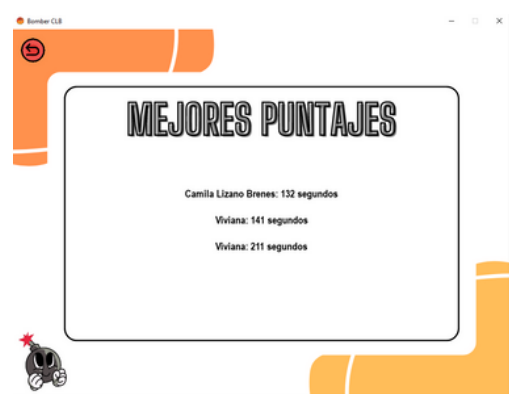 Bomber CLB
MEJORES PUNTAJES
Camila Lizano Brenes: 132 segundos
Viviana: 141 segundos
Viviana: 211 segundos